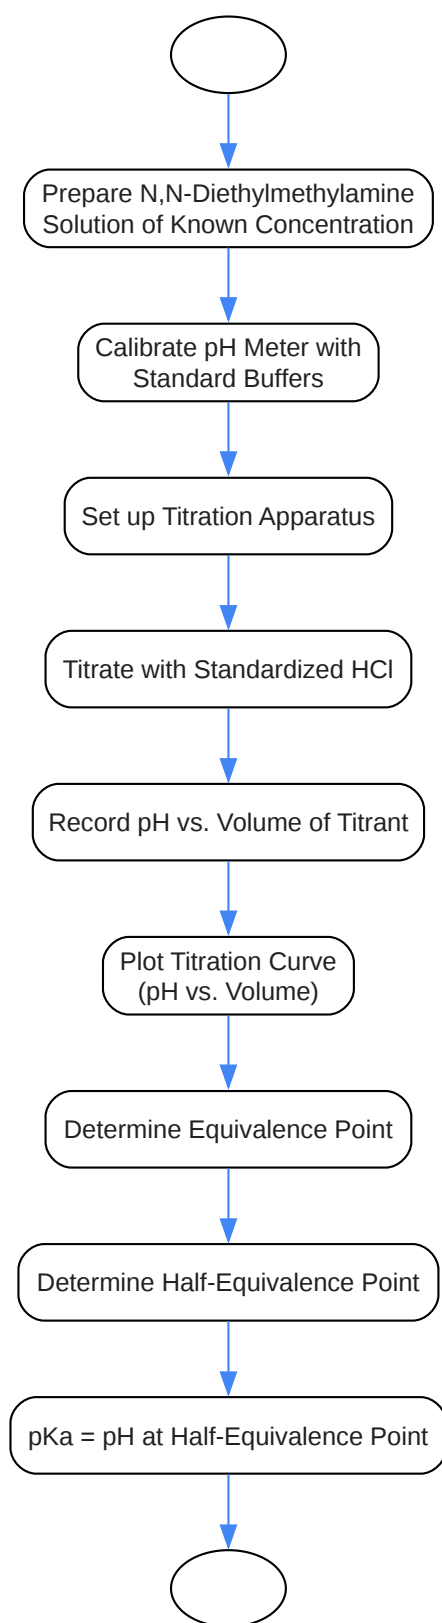 Prepare N,N-Diethylmethylamine
Solution of Known Concentration
Calibrate pH Meter with
Standard Buffers
Set up Titration Apparatus
Titrate with Standardized HCl
Record pH vs. Volume of Titrant
Plot Titration Curve
(pH vs. Volume)
Determine Equivalence Point
Determine Half-Equivalence Point
pKa = pH at Half-Equivalence Point